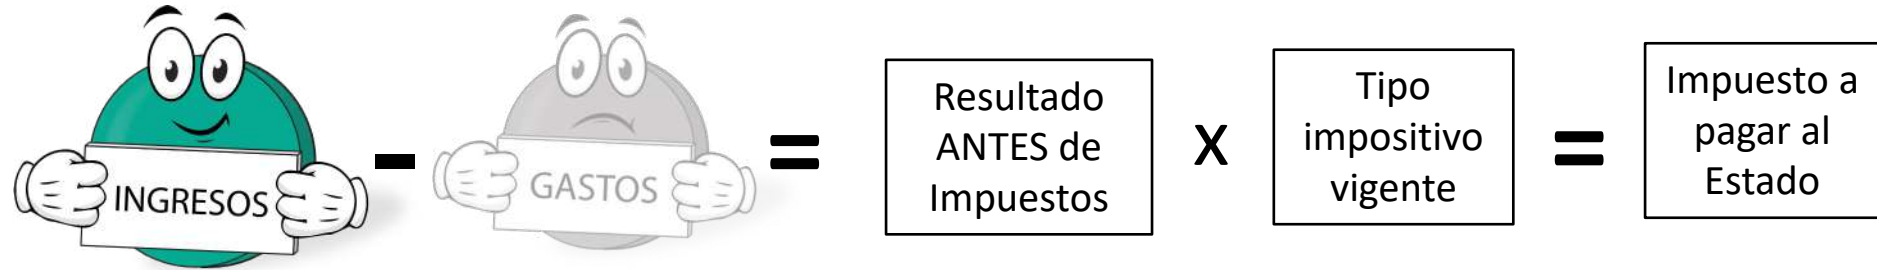 INGRESOS
-
GASTOS
=
Resultado
ANTES de
Impuestos
X
Tipo
impositivo
vigente
=
Impuesto a
pagar al
Estado